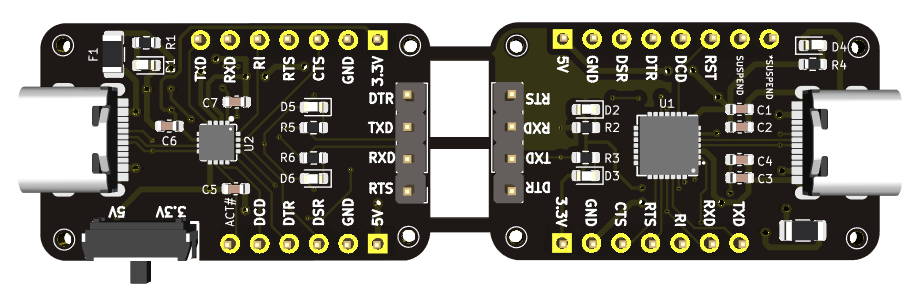 F1
R1
C1
TXD
RXD
RI
RTS
CTS
GND
3.3V
C7
D5
R5
C6
U2
R6
D6
C5
DTR
TXD
RXD
RTS
5V
3.3V
ACT#
DCD
DTR
DSR
GND
5V
5V
GND
DSR
DTR
DCD
RST
SUSPEND
*SUSPEND
D4
R4
RTS
RXD
TXD
DTR
D2
R2
R3
D3
U1
C1
C2
C4
C3
3.3V
GND
CTS
RTS
RI
RXD
TXD